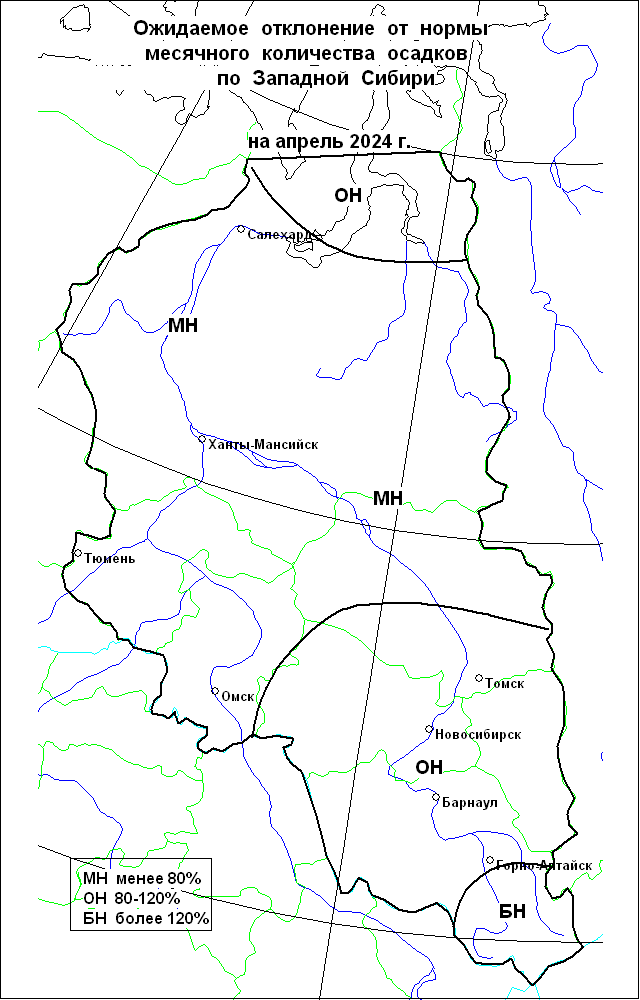 Ожидаемое отклонение от нормы
месячного количества осадков
по Западной Сибири
на апрель 2024 г.
ОН
Салехард
МН
Ханты-Мансийск
МН
Тюмень
Томск
Омск
Новосибирск
ОН
Барнаул
Горно-Алтайск
МН менее 80%
ОН 80-120%
БН более 120%
БН